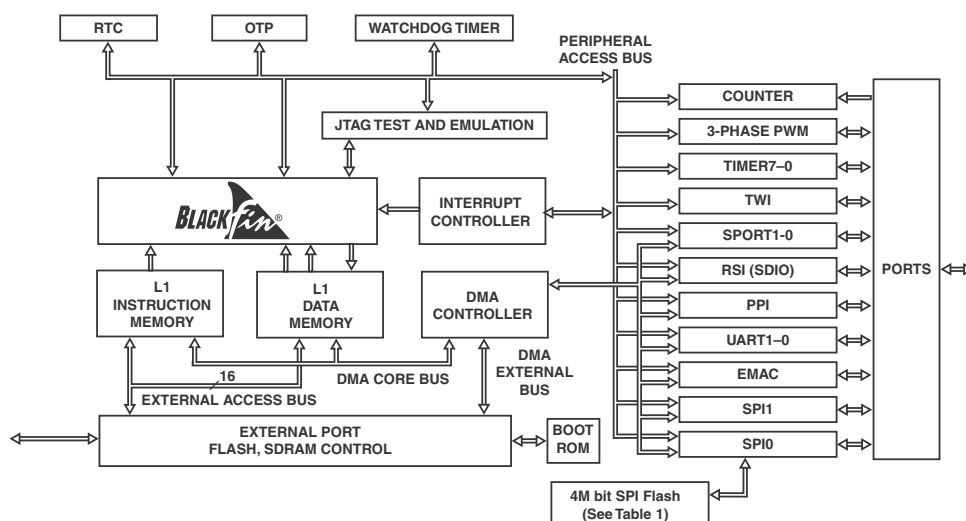 RTC
OTP
WATCHDOG TIMER
PERIPHERAL
ACCESS BUS
COUNTER
JTAG TEST AND EMULATION
3-PHASE PWM
TIMER7–0
BLACKfin®
INTERRUPT
CONTROLLER
TWI
SPORT1-0
RSI (SDIO)
PORTS
L1
INSTRUCTION
MEMORY
L1
DATA
MEMORY
DMA
CONTROLLER
PPI
UART1–0
DMA
EXTERNAL
BUS
16
DMA CORE BUS
EXTERNAL ACCESS BUS
EMAC
SPI1
EXTERNAL PORT
FLASH, SDRAM CONTROL
BOOT
ROM
SPI0
4M bit SPI Flash
(See Table 1)